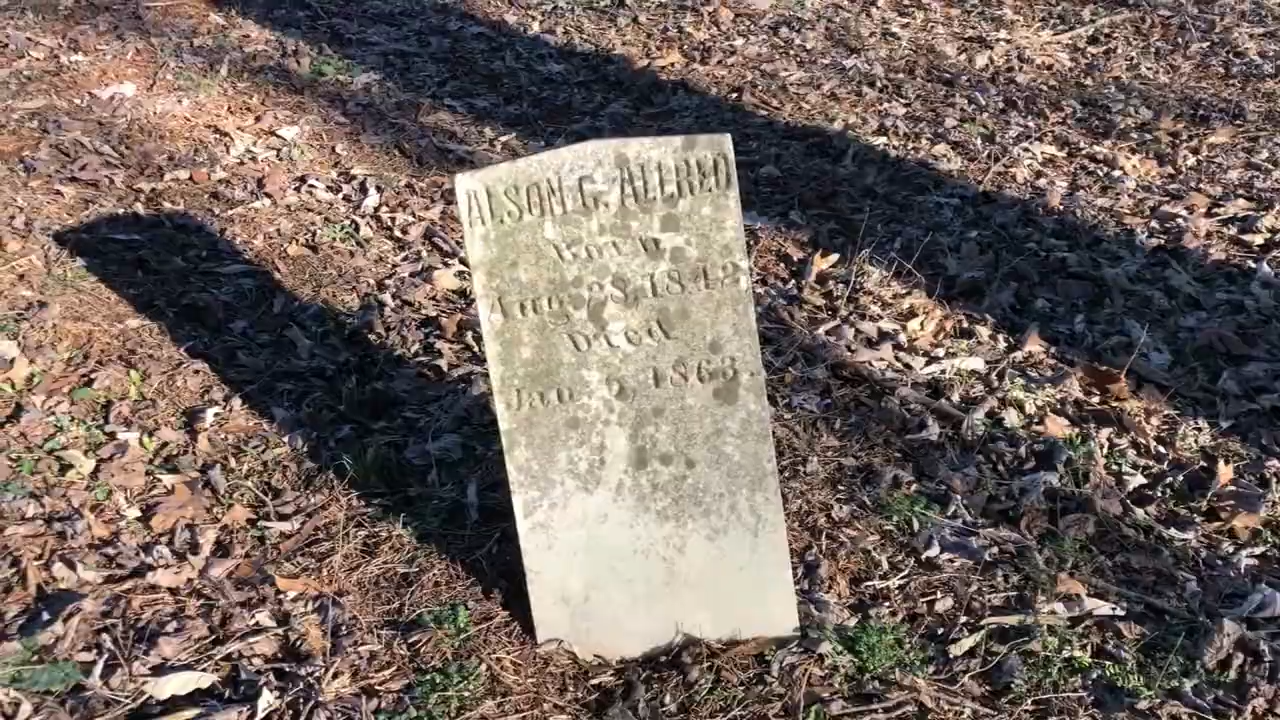 ALSON G. ALLRED
Born
Aug. 28, 1842,
Died
Jan. 6, 1863.